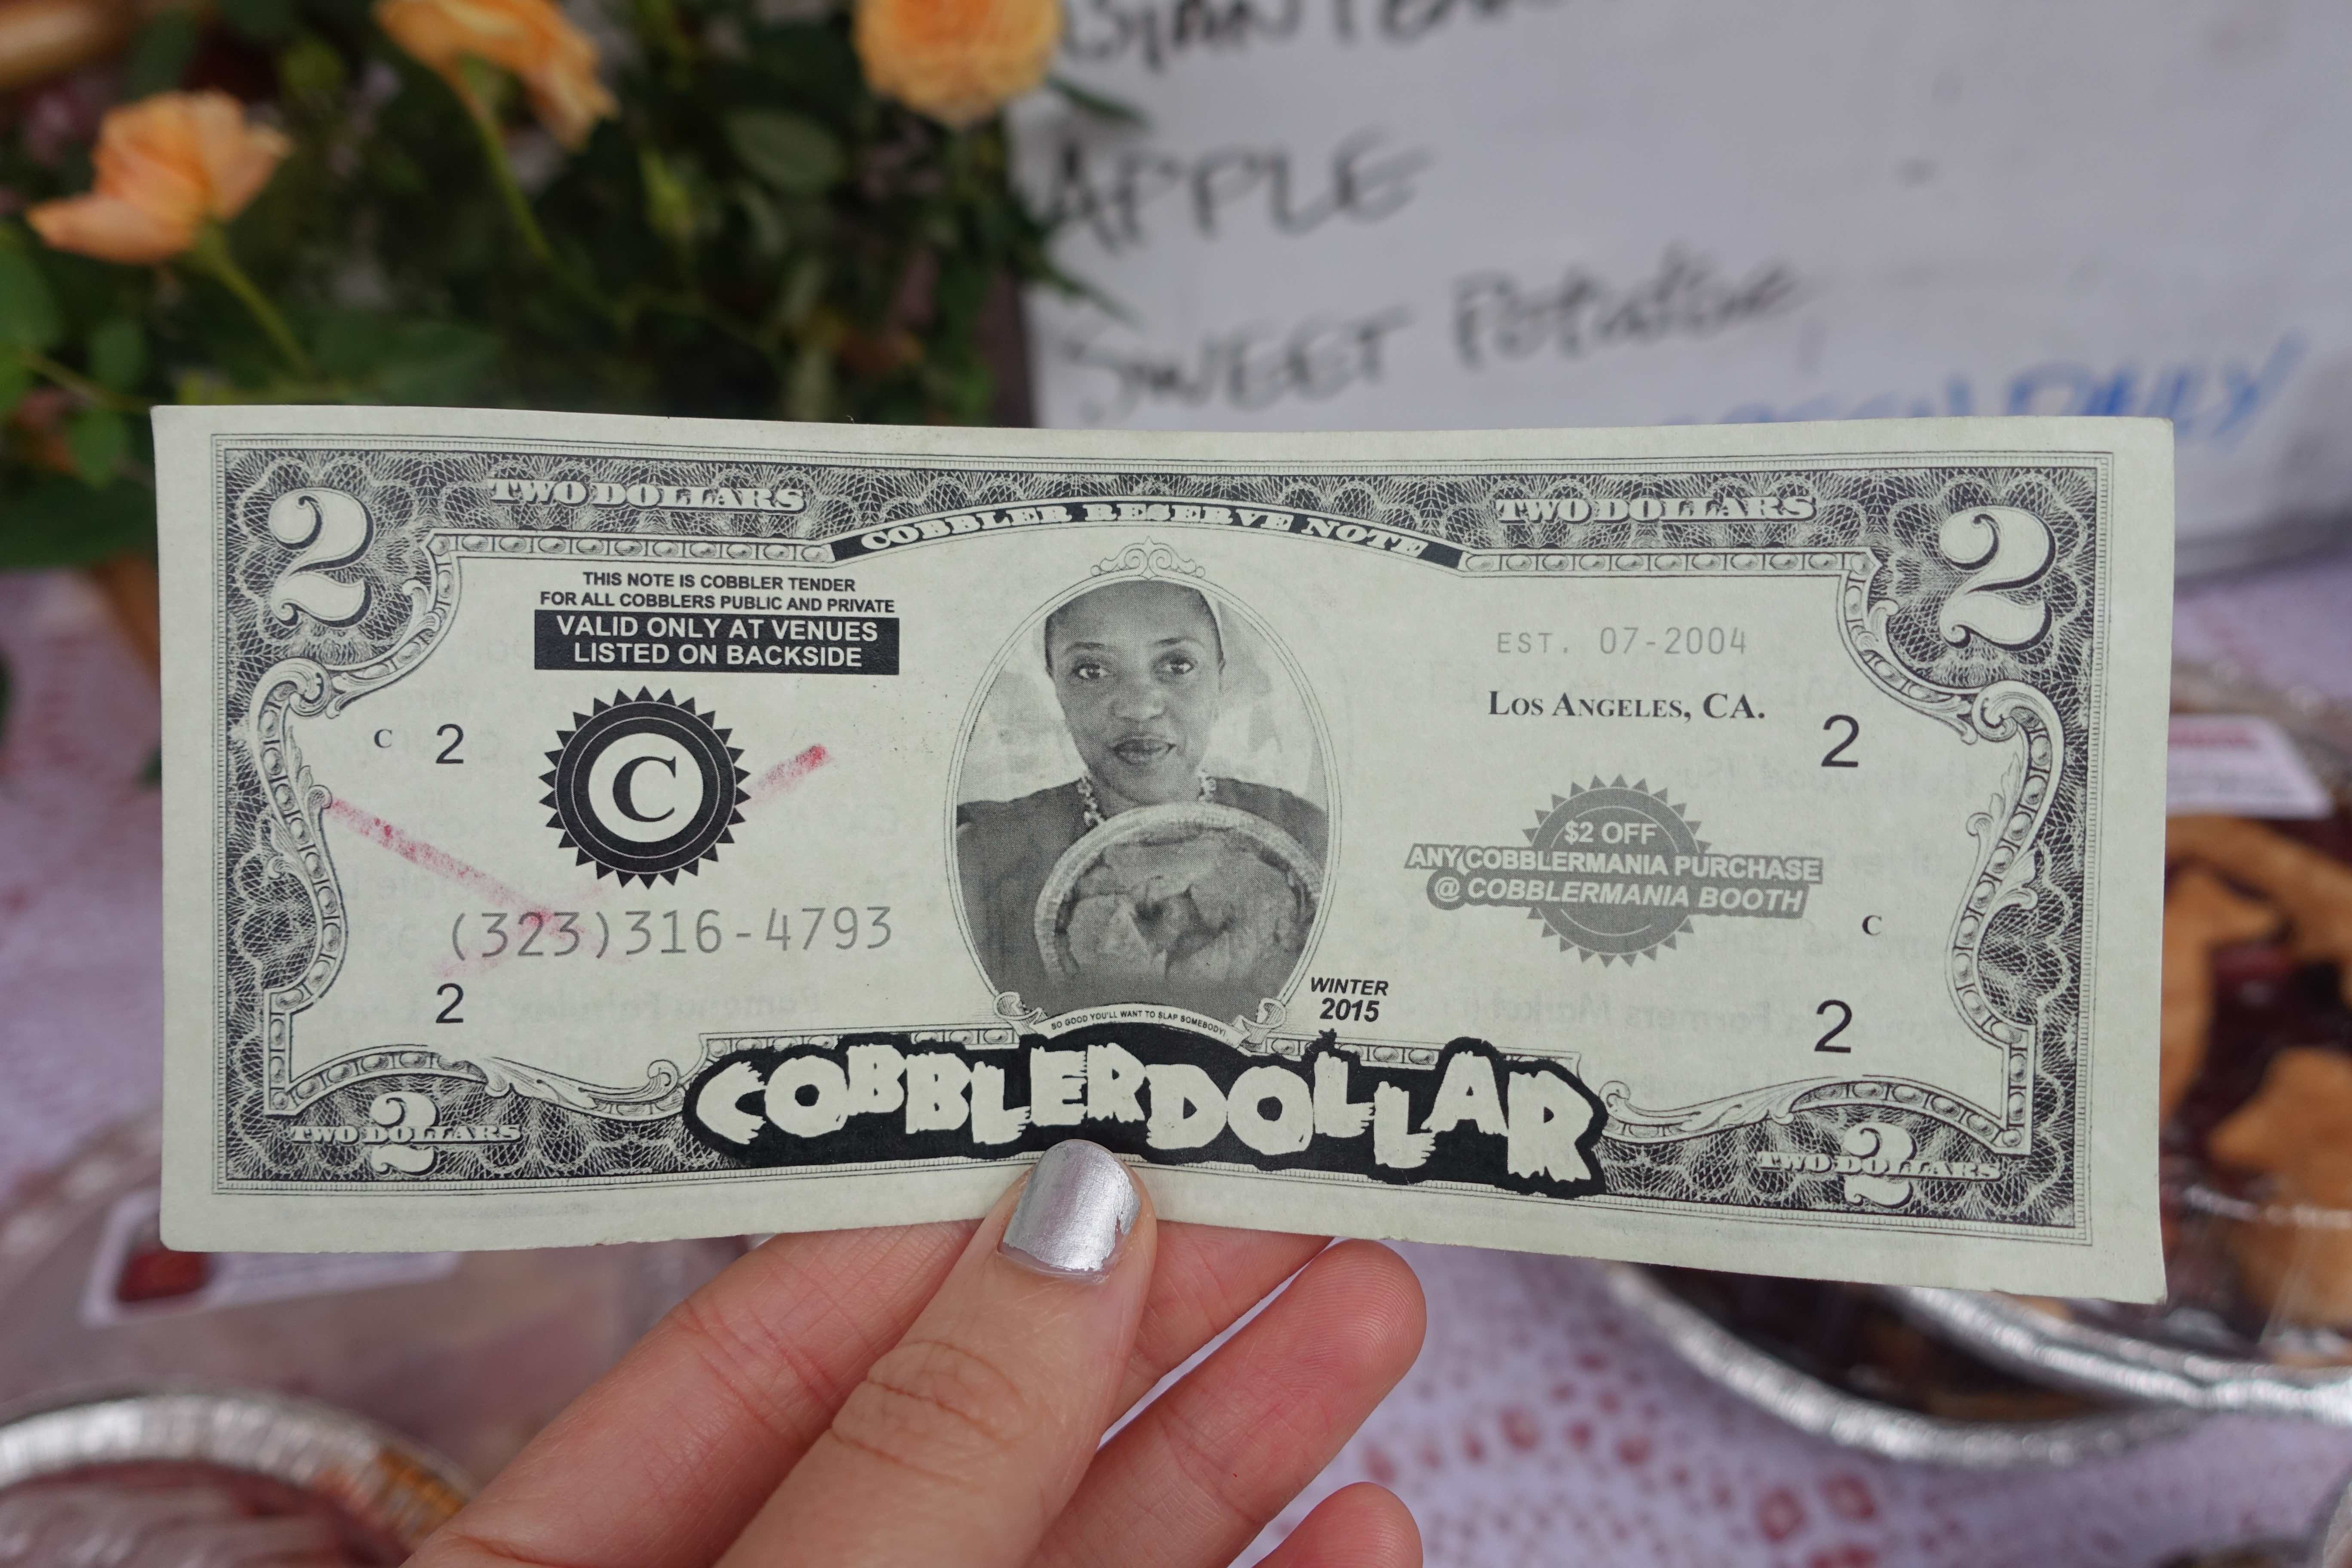 APPLE
SWEET Potatoe
TWO DOLLARS
TWO DOLLARS
2
2
COBBLER RESERVE NOTE
THIS NOTE IS COBBLER TENDER
FOR ALL COBBLERS PUBLIC AND PRIVATE
VALID ONLY AT VENUES
LISTED ON BACKSIDE
EST. 07-2004
LOS ANGELES, CA.
C 2
C
2
$2 OFF
ANY COBBLERMANIA PURCHASE
@ COBBLERMANIA BOOTH
C
(323)316-4793
2
WINTER
2015
2
SO GOOD YOU'LL WANT TO SLAP SOMEBODY!
COBBLERDOLLAR
2
TWO DOLLARS
2
TWO DOLLARS